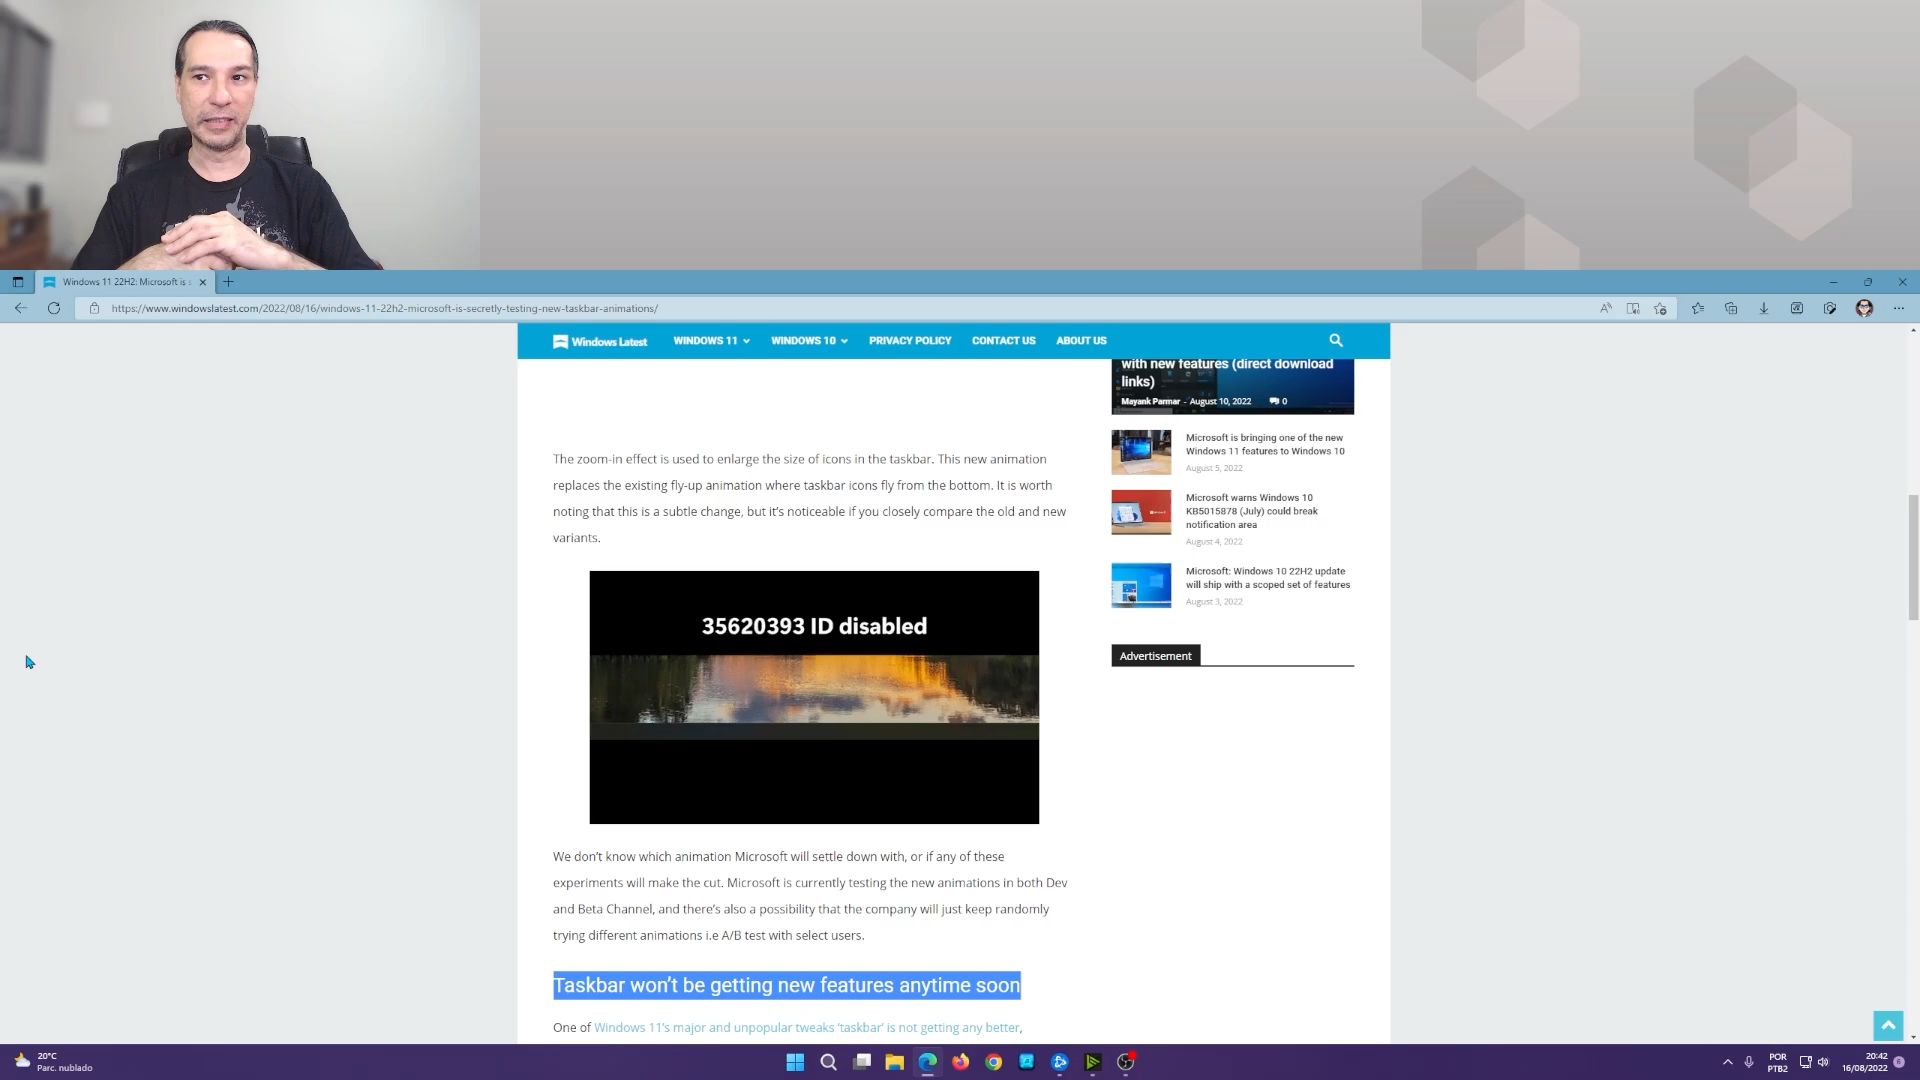 Windows 11 22H2: Microsoft is s
https://www.windowslatest.com/2022/08/16/windows-11-22h2-microsoft-is-secretly-testing-new-taskbar-animations/
Windows Latest
WINDOWS 11
WINDOWS 10
PRIVACY POLICY
CONTACT US
ABOUT US
with new features (direct download
links)
Mayank Parmar - August 10, 2022
0
The zoom-in effect is used to enlarge the size of icons in the taskbar. This new animation
replaces the existing fly-up animation where taskbar icons fly from the bottom. It is worth
noting that this is a subtle change, but it's noticeable if you closely compare the old and new
variants.
35620393 ID disabled
We don't know which animation Microsoft will settle down with, or if any of these
experiments will make the cut. Microsoft is currently testing the new animations in both Dev
and Beta Channel, and there's also a possibility that the company will just keep randomly
trying different animations i.e A/B test with select users.
Taskbar won't be getting new features anytime soon
One of Windows 11's major and unpopular tweaks 'taskbar' is not getting any better,
Microsoft is bringing one of the new
Windows 11 features to Windows 10
August 5, 2022
Microsoft warns Windows 10
KB5015878 (July) could break
notification area
August 4, 2022
Microsoft: Windows 10 22H2 update
will ship with a scoped set of features
August 3, 2022
Advertisement
20°C
Parc. nublado
POR
PTB2
20:42
16/08/2022